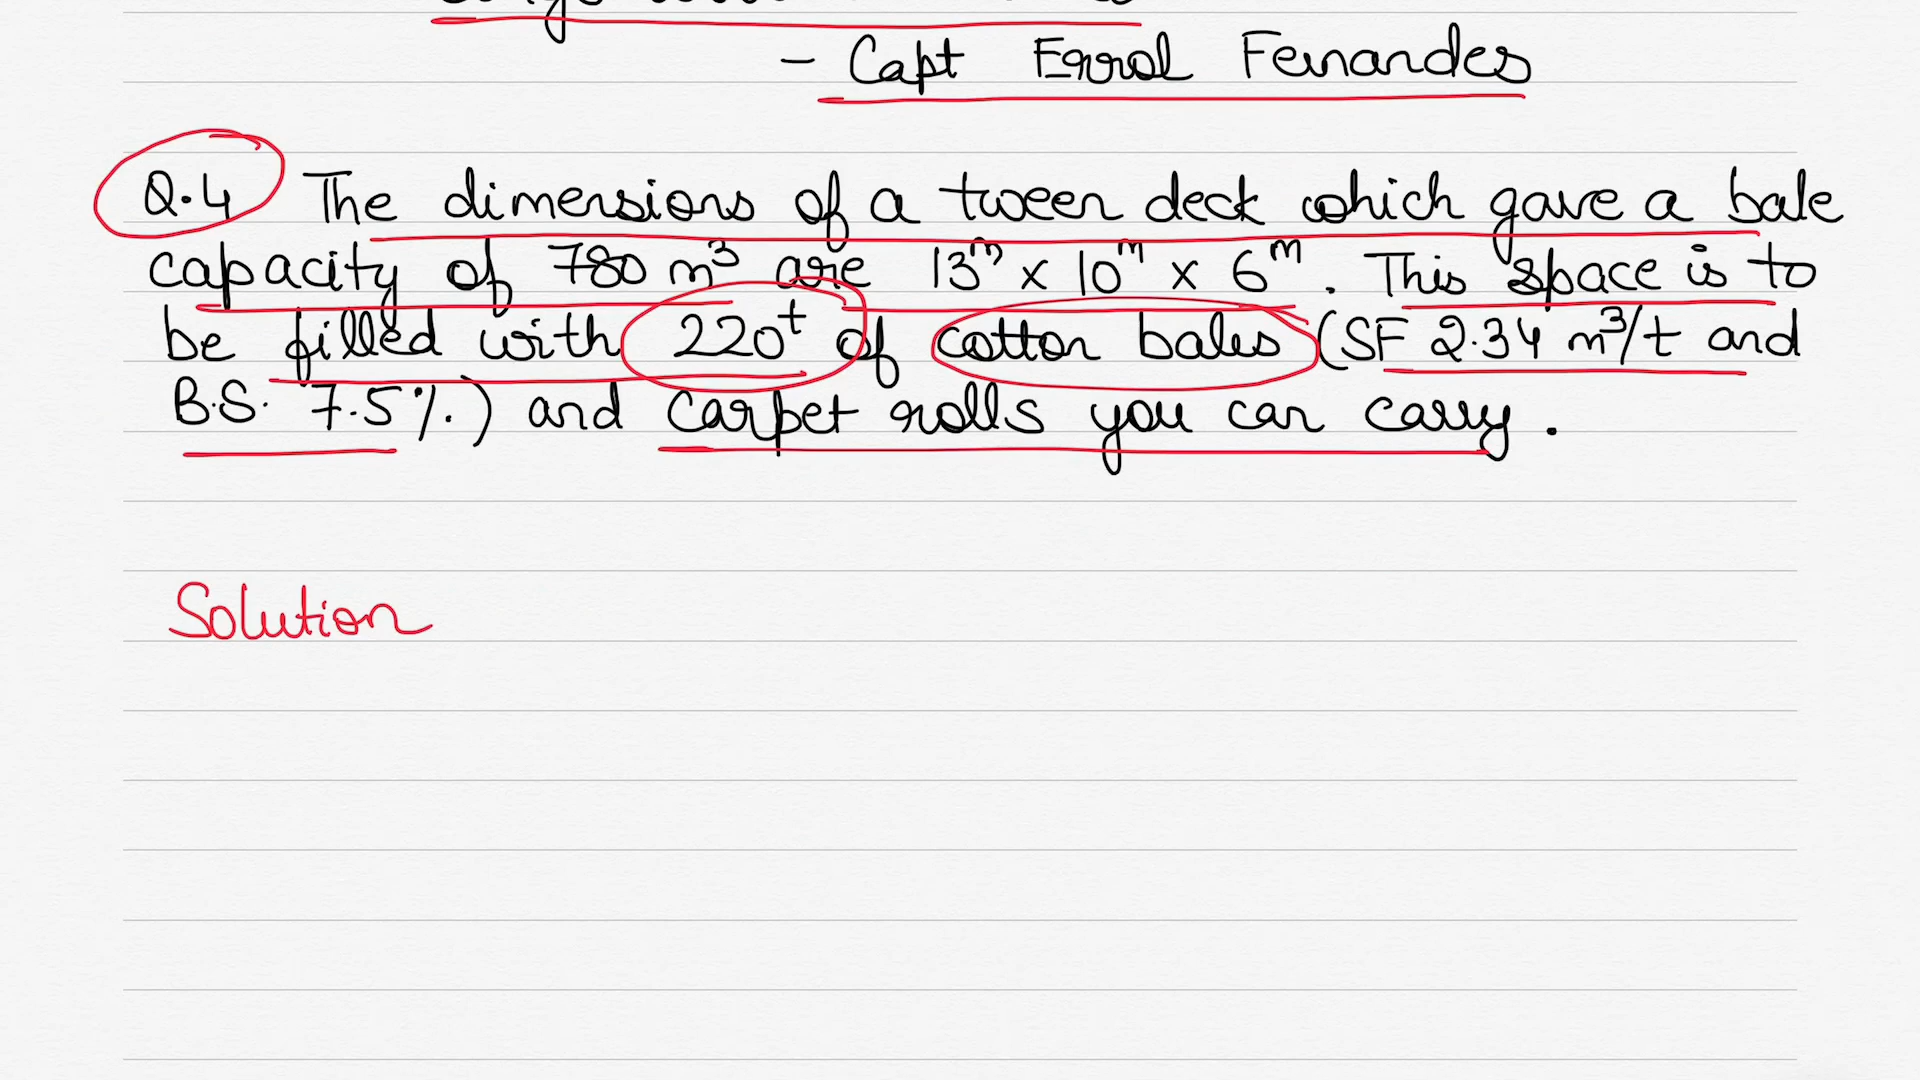 - Capt Errol Fernandes
Q.4 The dimensions of a tween deck which gave a bale
capacity of 780 m³ are 13ᵐ x 10ᵐ x 6ᵐ. This space is to
be filled with 220ᵗ of cotton bales (SF 2.34 m³/t and
B.S. 7.5%.) and carpet rolls you can carry.
Solution